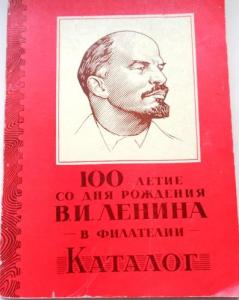 100 ЛЕТИЕ
СО ДНЯ РОЖДЕНИЯ
В.И.ЛЕНИНА
— В ФИЛАТЕЛИИ —
КАТАЛОГ